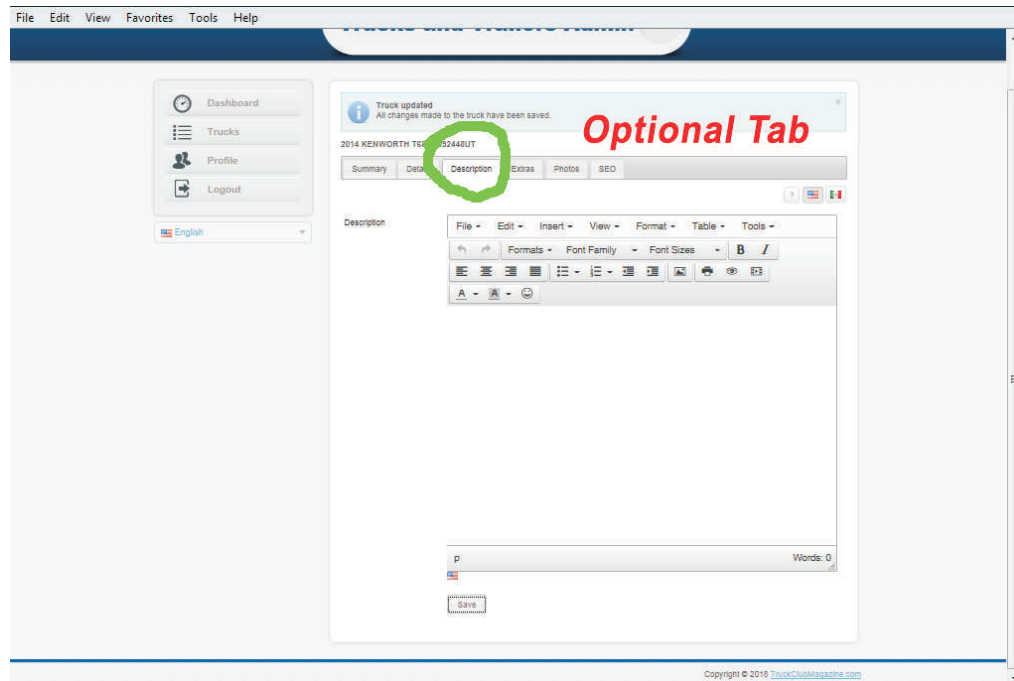 File Edit View Favorites Tools Help
Dashboard
Trucks
Profile
Logout
English
Truck updated
All changes made to the truck have been saved.
x
Optional Tab
2014 KENWORTH
Summary Description Extras Photos SEO
Description
File Edit Insert View Format Table Tools
Formats Font Family Font Sizes B I
A A
p Words: 0
Save
Copyright © 2018 TruckClubMagazine.com